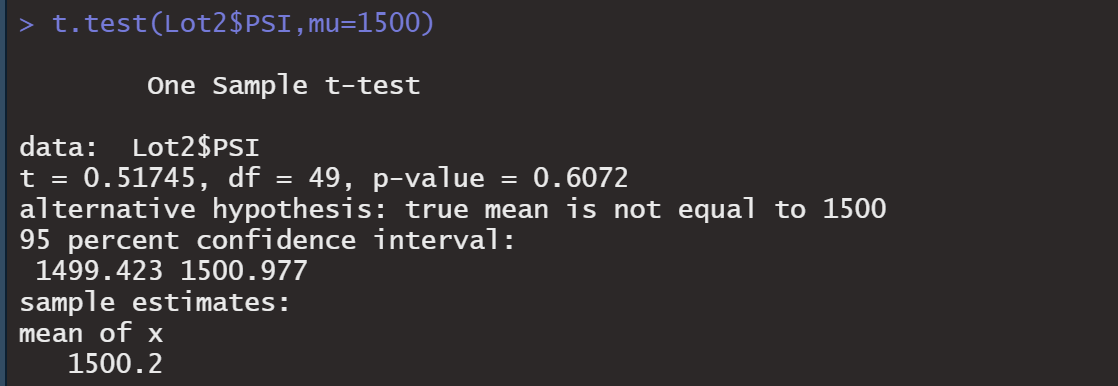 > t.test(Lot2$PSI,mu=1500)
One Sample t-test
data:  Lot2$PSI
t = 0.51745, df = 49, p-value = 0.6072
alternative hypothesis: true mean is not equal to 1500
95 percent confidence interval:
1499.423 1500.977
sample estimates:
mean of x
1500.2